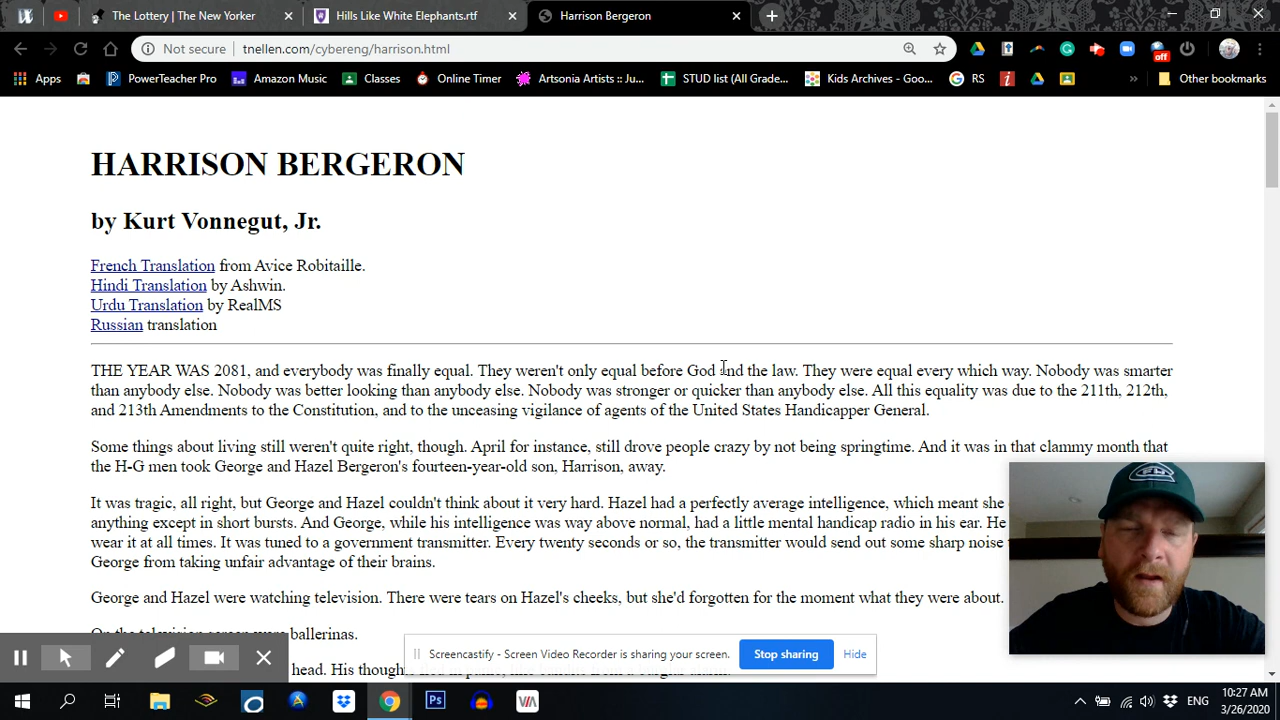 The Lottery | The New Yorker
Hills Like White Elephants.rtf
Harrison Bergeron
Not secure
tnellen.com/cybereng/harrison.html
off
Apps
PowerTeacher Pro
Amazon Music
Classes
Online Timer
Artsonia Artists :: Ju...
STUD list (All Grade...
Kids Archives - Goo...
RS
Other bookmarks
HARRISON BERGERON
by Kurt Vonnegut, Jr.
French Translation from Avice Robitaille.
Hindi Translation by Ashwin.
Urdu Translation by RealMS
Russian translation
THE YEAR WAS 2081, and everybody was finally equal. They weren't only equal before God and the law. They were equal every which way. Nobody was smarter
than anybody else. Nobody was better looking than anybody else. Nobody was stronger or quicker than anybody else. All this equality was due to the 211th, 212th,
and 213th Amendments to the Constitution, and to the unceasing vigilance of agents of the United States Handicapper General.
Some things about living still weren't quite right, though. April for instance, still drove people crazy by not being springtime. And it was in that clammy month that
the H-G men took George and Hazel Bergeron's fourteen-year-old son, Harrison, away.
It was tragic, all right, but George and Hazel couldn't think about it very hard. Hazel had a perfectly average intelligence, which meant she
anything except in short bursts. And George, while his intelligence was way above normal, had a little mental handicap radio in his ear. He
wear it at all times. It was tuned to a government transmitter. Every twenty seconds or so, the transmitter would send out some sharp noise
George from taking unfair advantage of their brains.
George and Hazel were watching television. There were tears on Hazel's cheeks, but she'd forgotten for the moment what they were about.
On the television screen were ballerinas.
head. His thoughts
Screencastify - Screen Video Recorder is sharing your screen.
Stop sharing
Hide
Ps
VIA
ENG
10:27 AM
3/26/2020